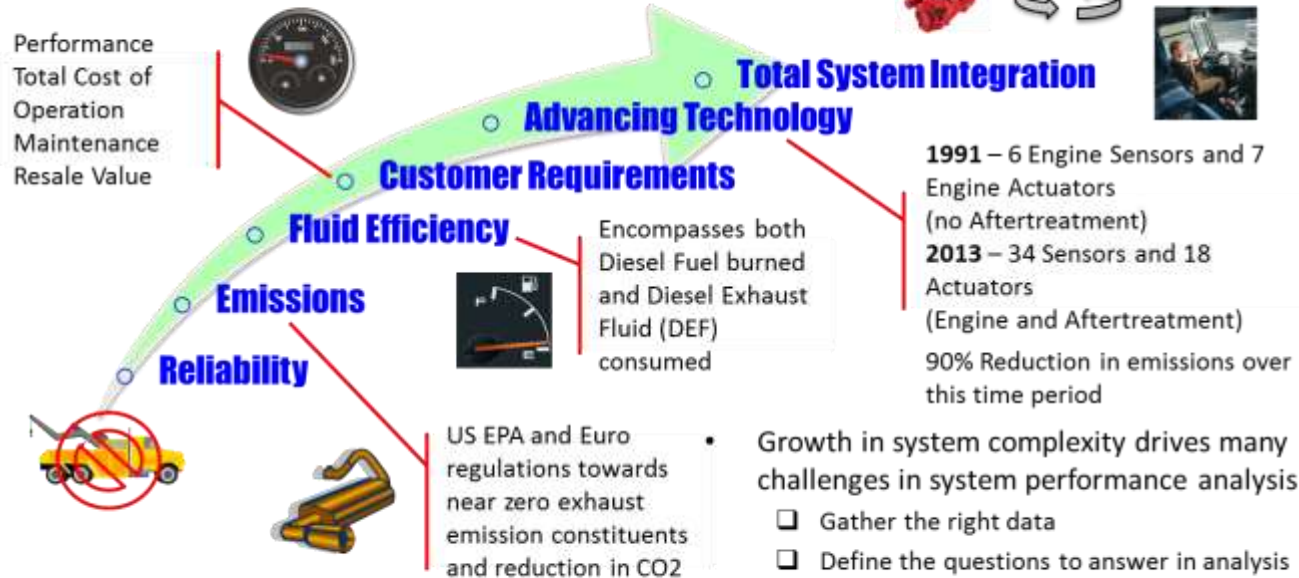 Performance
Total Cost of
Operation
Maintenance
Resale Value
Total System Integration
Advancing Technology
Customer Requirements
Fluid Efficiency
Emissions
Reliability
1991 – 6 Engine Sensors and 7
Engine Actuators
(no Aftertreatment)
2013 – 34 Sensors and 18
Actuators
(Engine and Aftertreatment)
90% Reduction in emissions over
this time period
Encompasses both
Diesel Fuel burned
and Diesel Exhaust
Fluid (DEF)
consumed
US EPA and Euro
regulations towards
near zero exhaust
emission constituents
and reduction in CO2
• Growth in system complexity drives many
challenges in system performance analysis
❑ Gather the right data
❑ Define the questions to answer in analysis